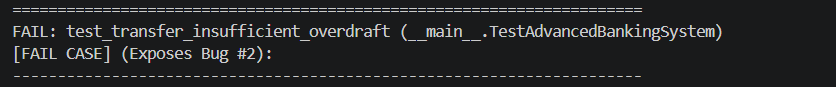 ======================================================================
FAIL: test_transfer_insufficient_overdraft (__main__.TestAdvancedBankingSystem)
[FAIL CASE] (Exposes Bug #2):
----------------------------------------------------------------------